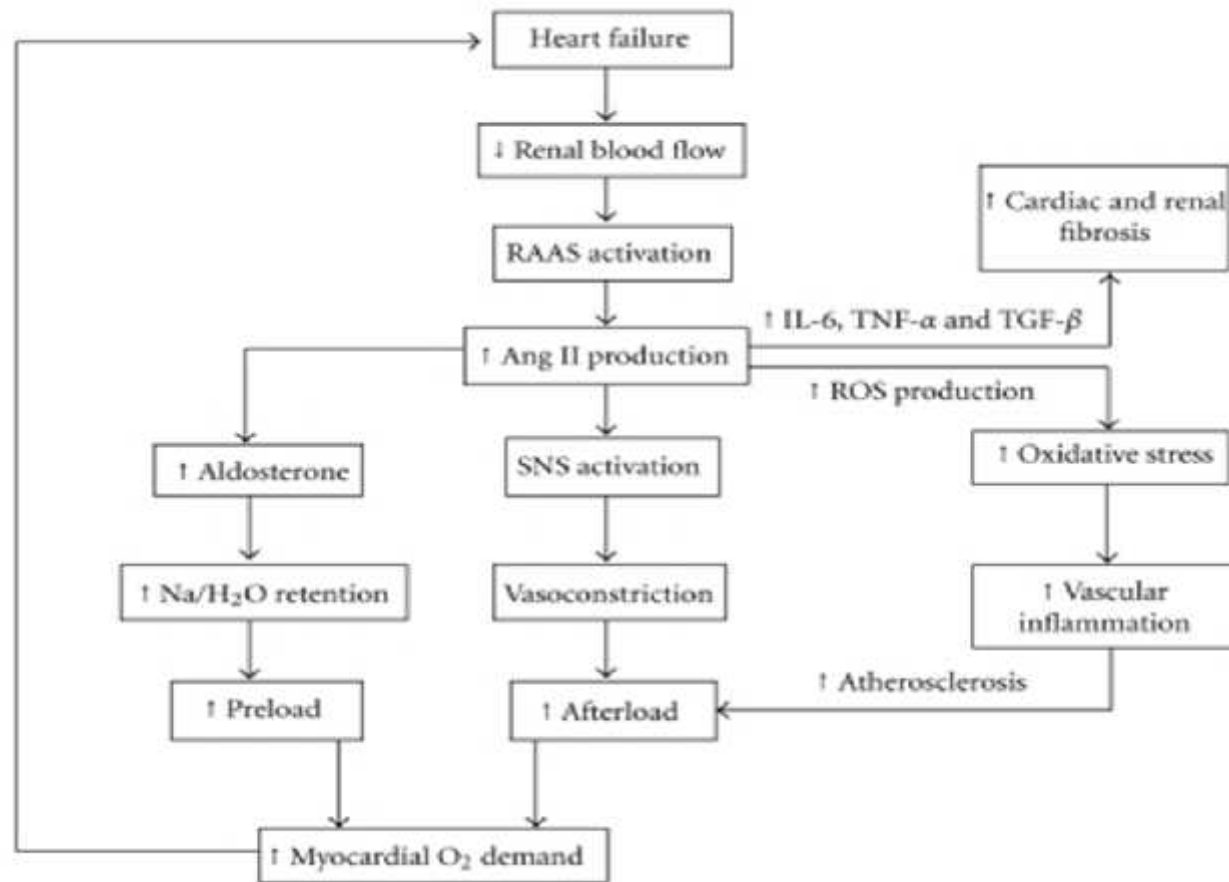 Heart failure
↓ Renal blood flow
↑ Cardiac and renal
fibrosis
RAAS activation
↑ IL-6, TNF-α and TGF-β
↑ Ang II production
↑ ROS production
↑ Aldosterone
SNS activation
↑ Oxidative stress
↑ Na/H₂O retention
Vasoconstriction
↑ Vascular
inflammation
↑ Atherosclerosis
↑ Preload
↑ Afterload
↑ Myocardial O₂ demand